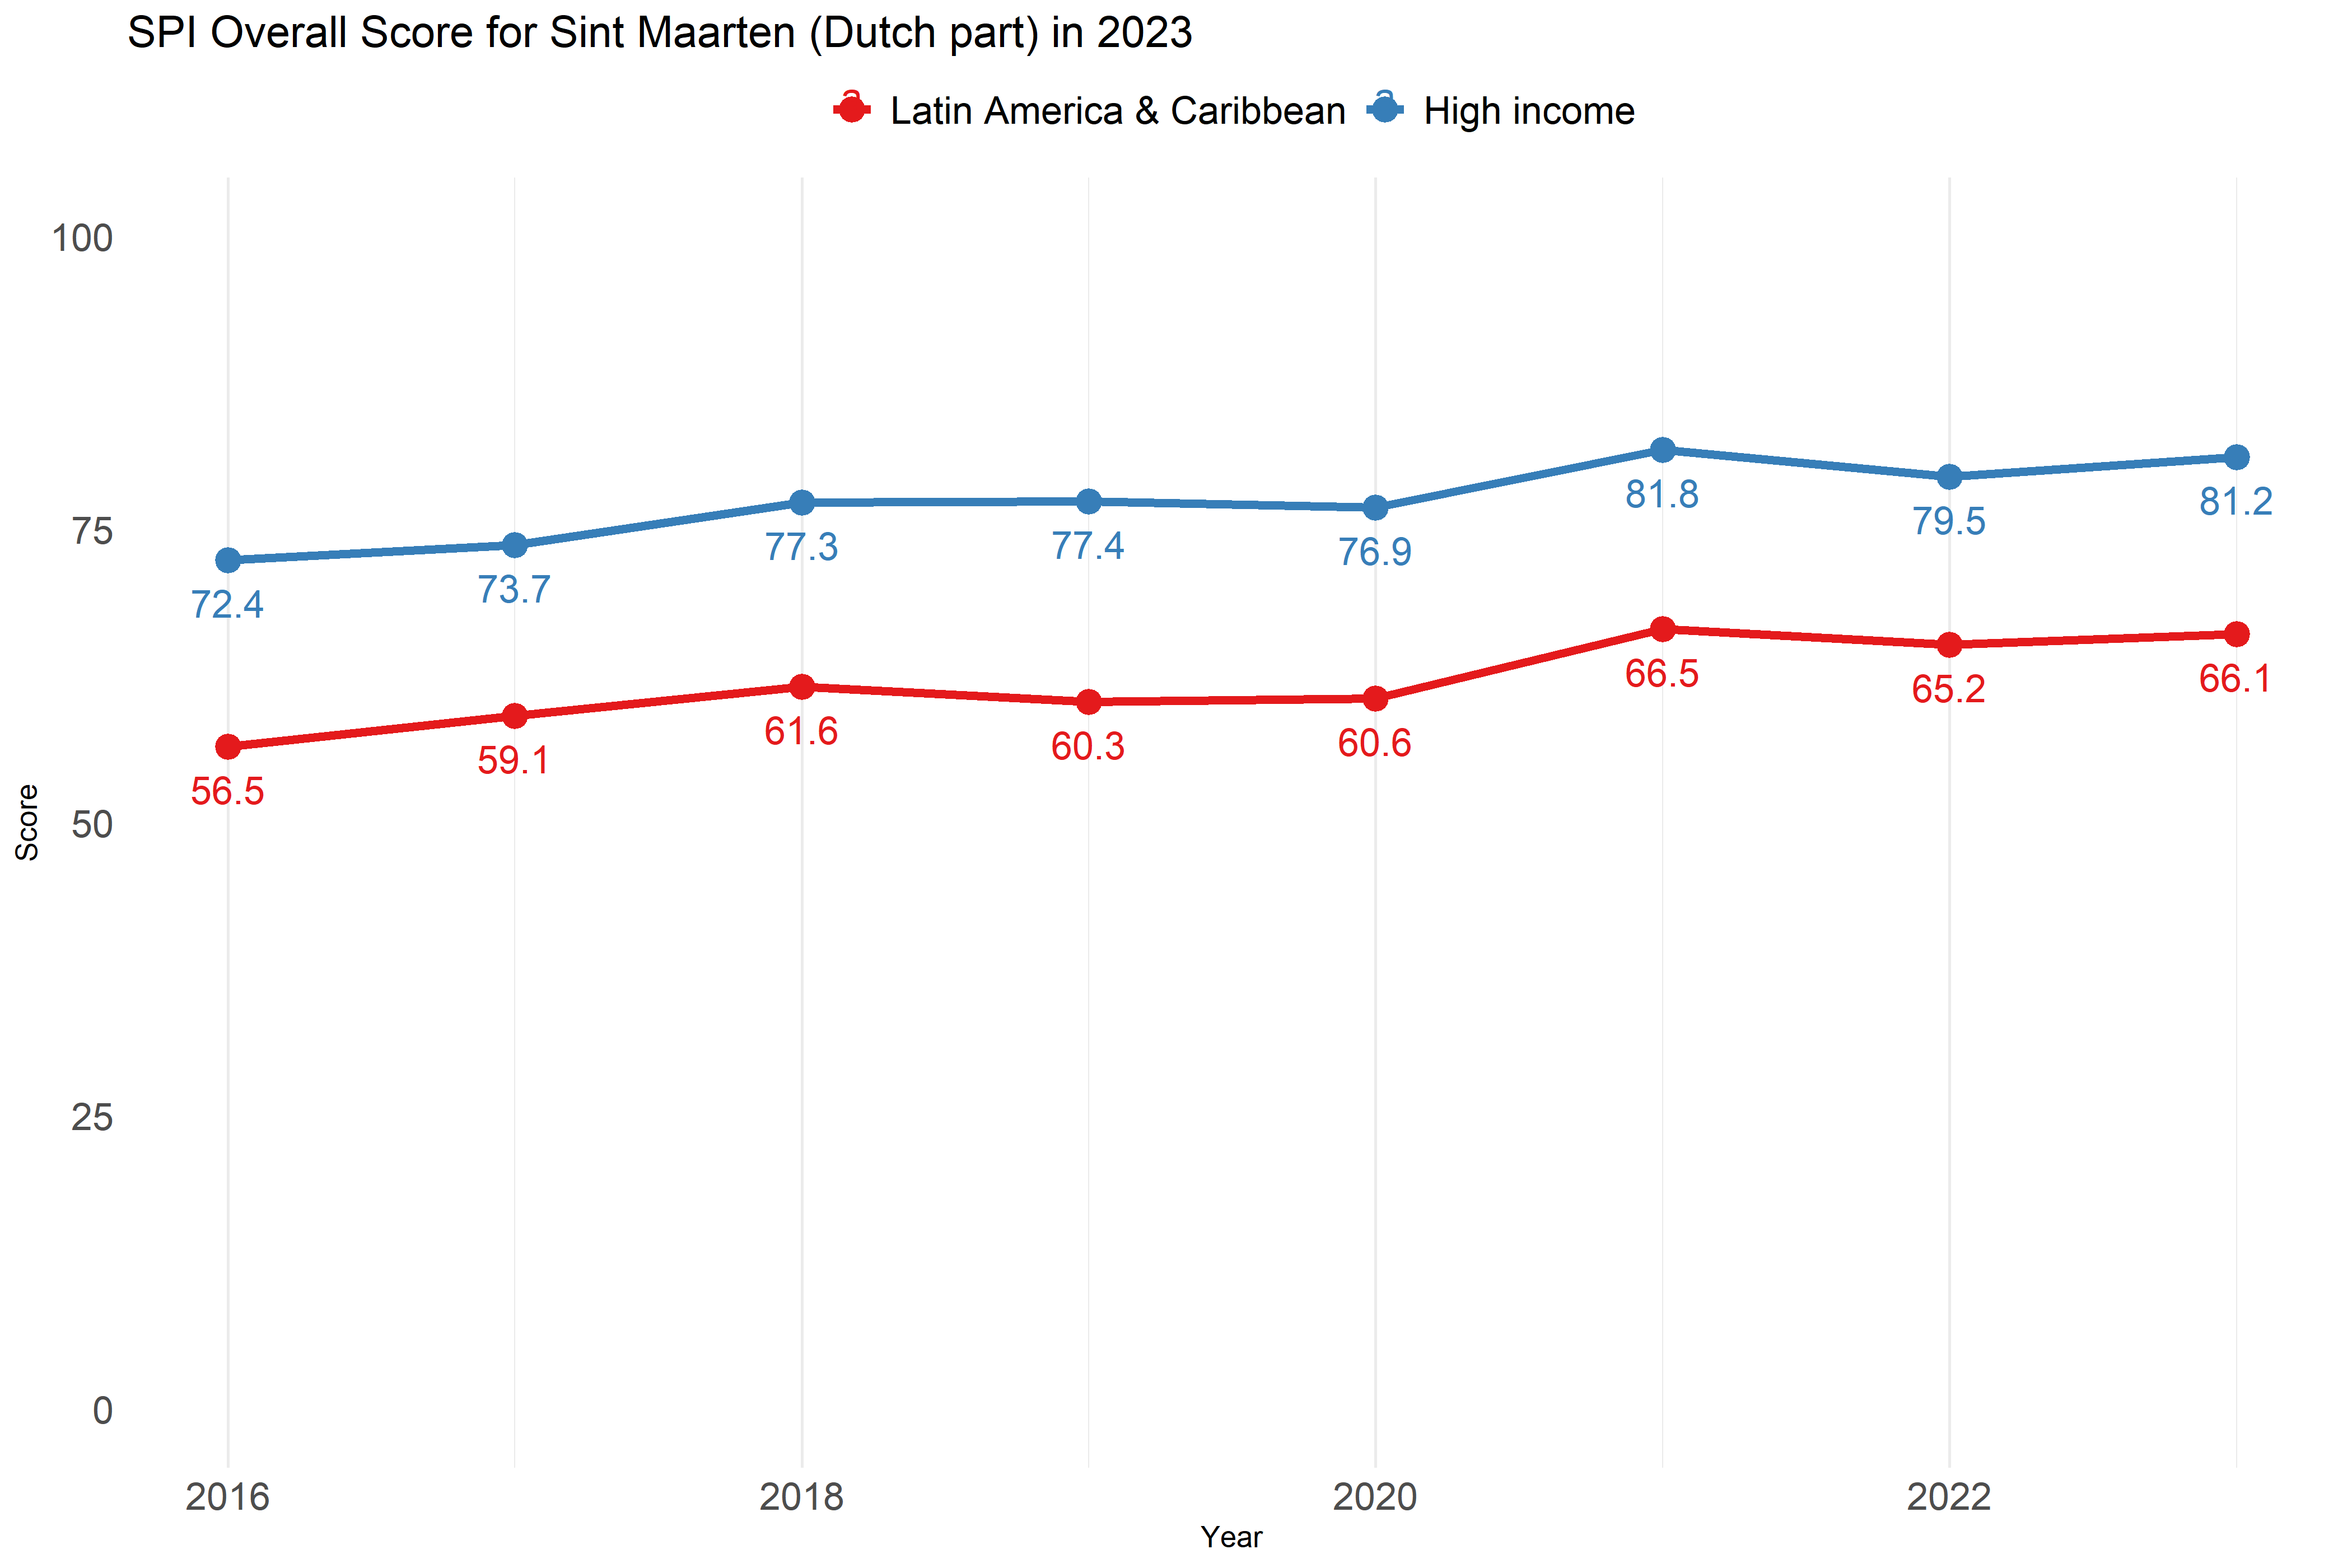 SPI Overall Score for Sint Maarten (Dutch part) in 2023
Latin America & Caribbean High income
100
75
50
25
0
Score
72.4 73.7 77.3 77.4 76.9 81.8 79.5 81.2
56.5 59.1 61.6 60.3 60.6 66.5 65.2 66.1
2016 2018 2020 2022
Year